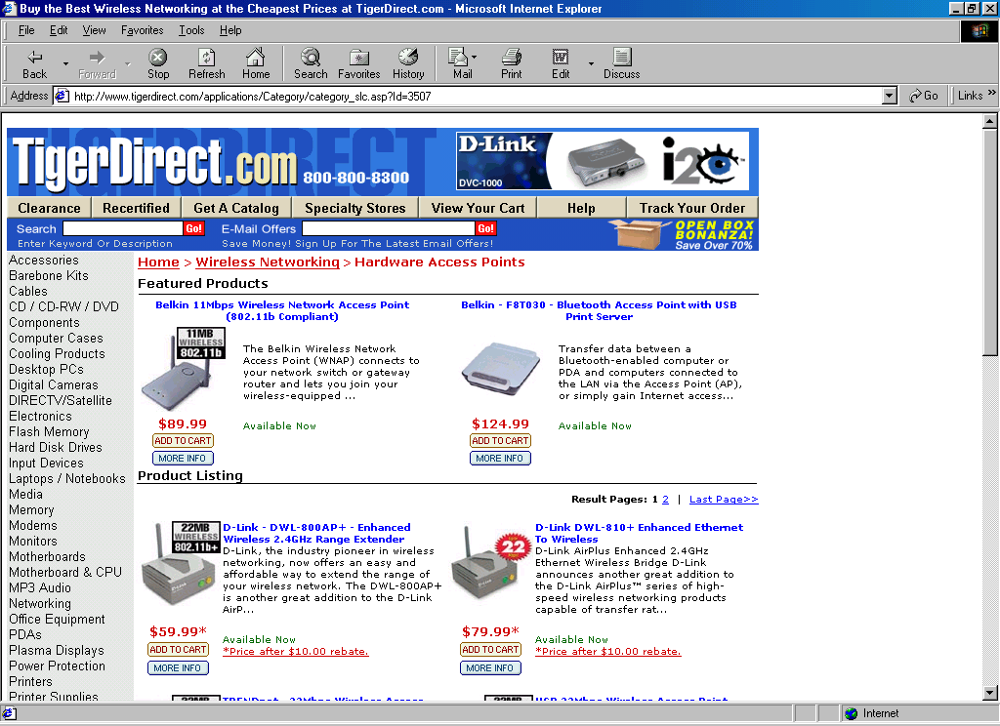 Buy the Best Wireless Networking at the Cheapest Prices at TigerDirect.com - Microsoft Internet Explorer
File Edit View Favorites Tools Help
Back Forward Stop Refresh Home Search Favorites History Mail Print Edit Discuss
Address http://www.tigerdirect.com/applications/Category/category_slc.asp?Id=3507 Go Links »
TigerDirect.com 800-800-8300
D-Link
DVC-1000
i2eye™
Clearance Recertified Get A Catalog Specialty Stores View Your Cart Help Track Your Order
Search Go! E-Mail Offers Go!
Enter Keyword Or Description Save Money! Sign Up For The Latest Email Offers!
OPEN BOX
BONANZA!
Save Over 70%
Accessories
Barebone Kits
Cables
CD / CD-RW / DVD
Components
Computer Cases
Cooling Products
Desktop PCs
Digital Cameras
DIRECTV/Satellite
Electronics
Flash Memory
Hard Disk Drives
Input Devices
Laptops / Notebooks
Media
Memory
Modems
Monitors
Motherboards
Motherboard & CPU
MP3 Audio
Networking
Office Equipment
PDAs
Plasma Displays
Power Protection
Printers
Printer Supplies
Home > Wireless Networking > Hardware Access Points
Featured Products
Belkin 11Mbps Wireless Network Access Point
(802.11b Compliant)
11MB
WIRELESS
802.11b
The Belkin Wireless Network
Access Point (WNAP) connects to
your network switch or gateway
router and lets you join your
wireless-equipped ...
$89.99
Available Now
ADD TO CART
MORE INFO
Belkin - F8T030 - Bluetooth Access Point with USB
Print Server
Transfer data between a
Bluetooth-enabled computer or
PDA and computers connected to
the LAN via the Access Point (AP),
or simply gain Internet access...
$124.99
Available Now
ADD TO CART
MORE INFO
Product Listing
Result Pages: 1 2 | Last Page>>
22MB
WIRELESS
802.11b+
D-Link - DWL-800AP+ - Enhanced
Wireless 2.4GHz Range Extender
D-Link, the industry pioneer in wireless
networking, now offers an easy and
affordable way to extend the range of
your wireless network. The DWL-800AP+
is another great addition to the D-Link
AirP...
$59.99*
Available Now
ADD TO CART
*Price after $10.00 rebate.
MORE INFO
22
D-Link DWL-810+ Enhanced Ethernet
To Wireless
D-Link AirPlus Enhanced 2.4GHz
Ethernet Wireless Bridge D-Link
announces another great addition to
the D-Link AirPlus™ series of high-
speed wireless networking products
capable of transfer rat...
$79.99*
Available Now
ADD TO CART
*Price after $10.00 rebate.
MORE INFO
22MB TRENDnet - 22Mbps Wireless Access
22MB USR 22Mbps Wireless Access Point
Internet